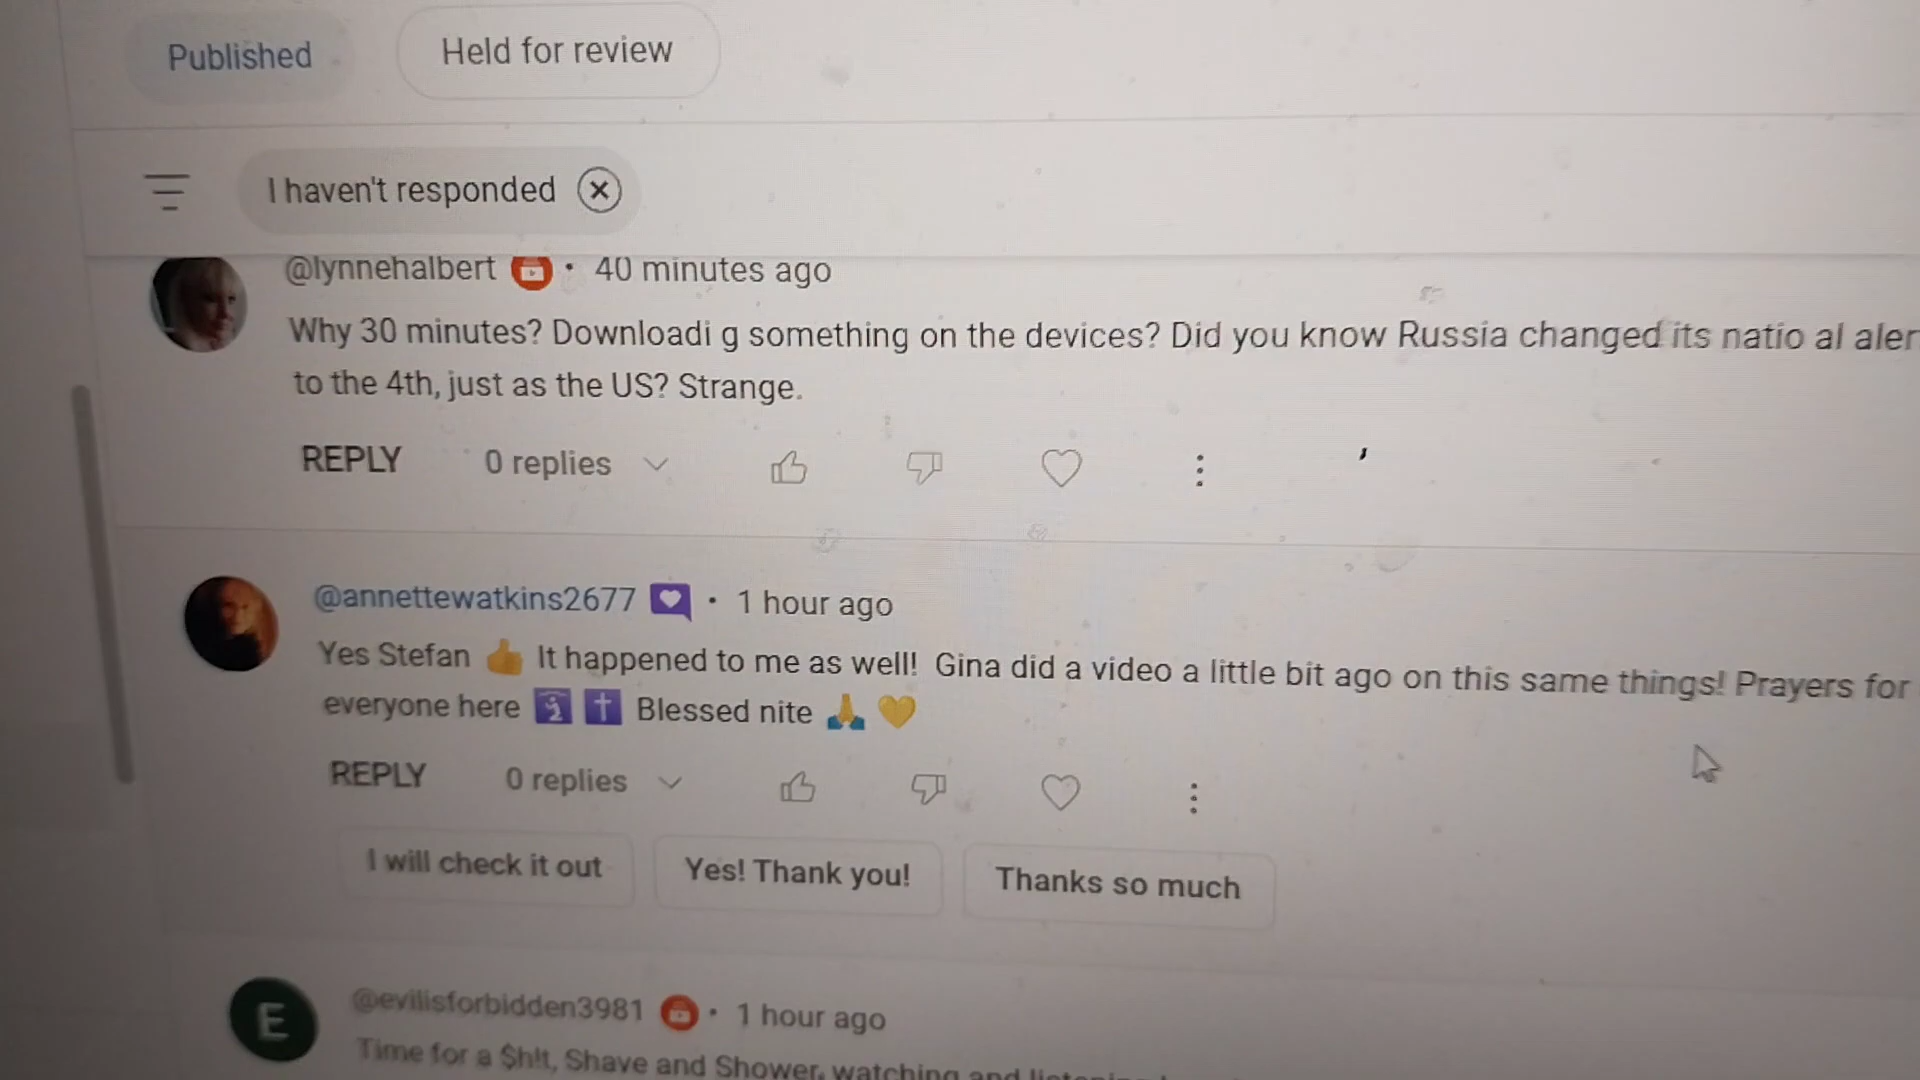 Published
Held for review
I haven't responded
@lynnehalbert • 40 minutes ago
Why 30 minutes? Downloadi g something on the devices? Did you know Russia changed its natio al aler
to the 4th, just as the US? Strange.
REPLY 0 replies
@annettewatkins2677 • 1 hour ago
Yes Stefan 👍 It happened to me as well! Gina did a video a little bit ago on this same things! Prayers for
everyone here 🛐 ✝️ Blessed nite 🙏 💛
REPLY 0 replies
I will check it out Yes! Thank you! Thanks so much
E @evilisforbidden3981 • 1 hour ago
Time for a $h!t, Shave and Shower, watching and